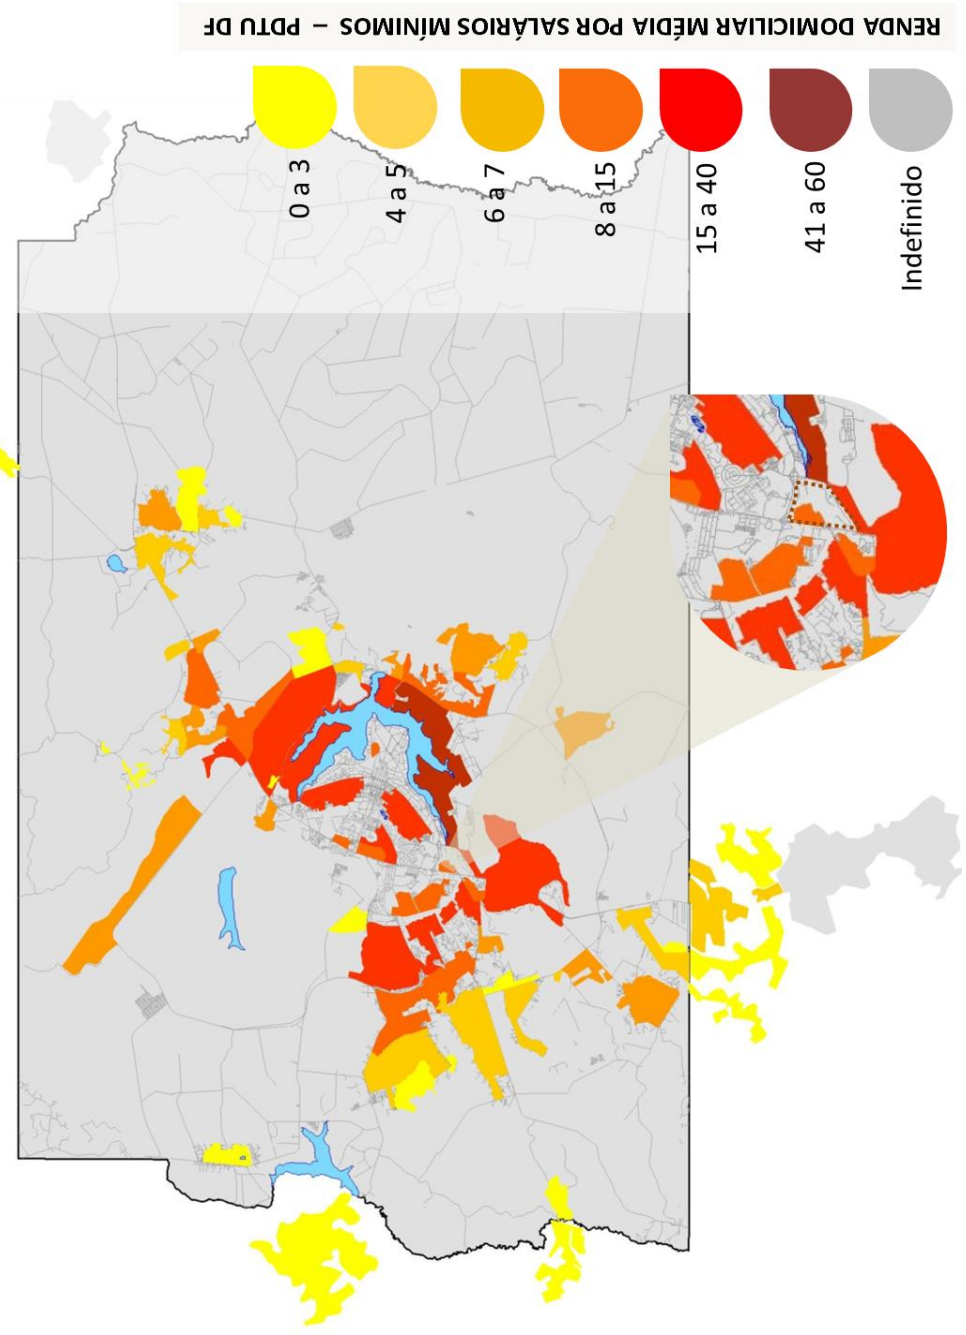 RENDA DOMICILIAR MÉDIA POR SALÁRIOS MÍNIMOS – PDTU DF
0 a 3
4 a 5
6 a 7
8 a 15
15 a 40
41 a 60
Indefinido